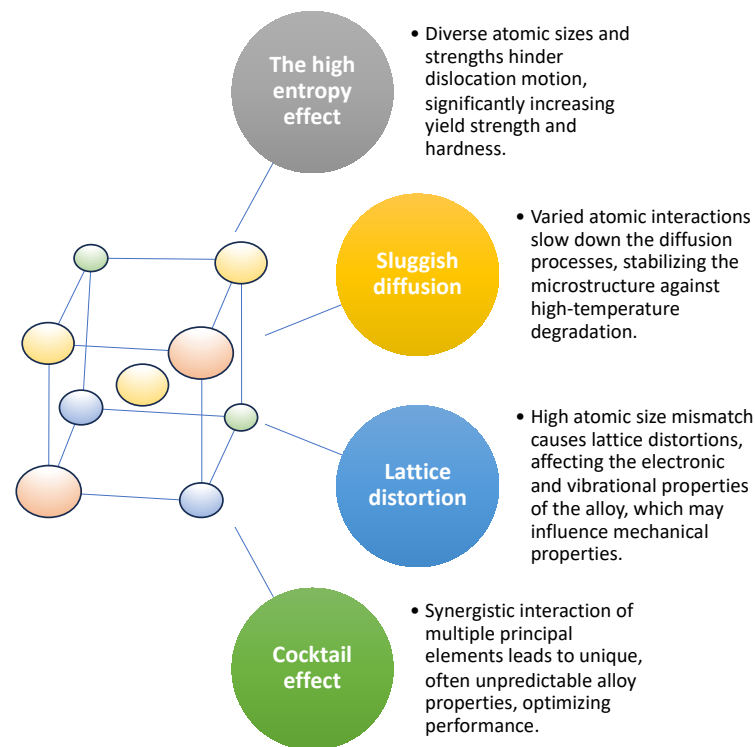 The high
entropy
effect
• Diverse atomic sizes and
strengths hinder
dislocation motion,
significantly increasing
yield strength and
hardness.
Sluggish
diffusion
• Varied atomic interactions
slow down the diffusion
processes, stabilizing the
microstructure against
high-temperature
degradation.
Lattice
distortion
• High atomic size mismatch
causes lattice distortions,
affecting the electronic
and vibrational properties
of the alloy, which may
influence mechanical
properties.
Cocktail
effect
• Synergistic interaction of
multiple principal
elements leads to unique,
often unpredictable alloy
properties, optimizing
performance.